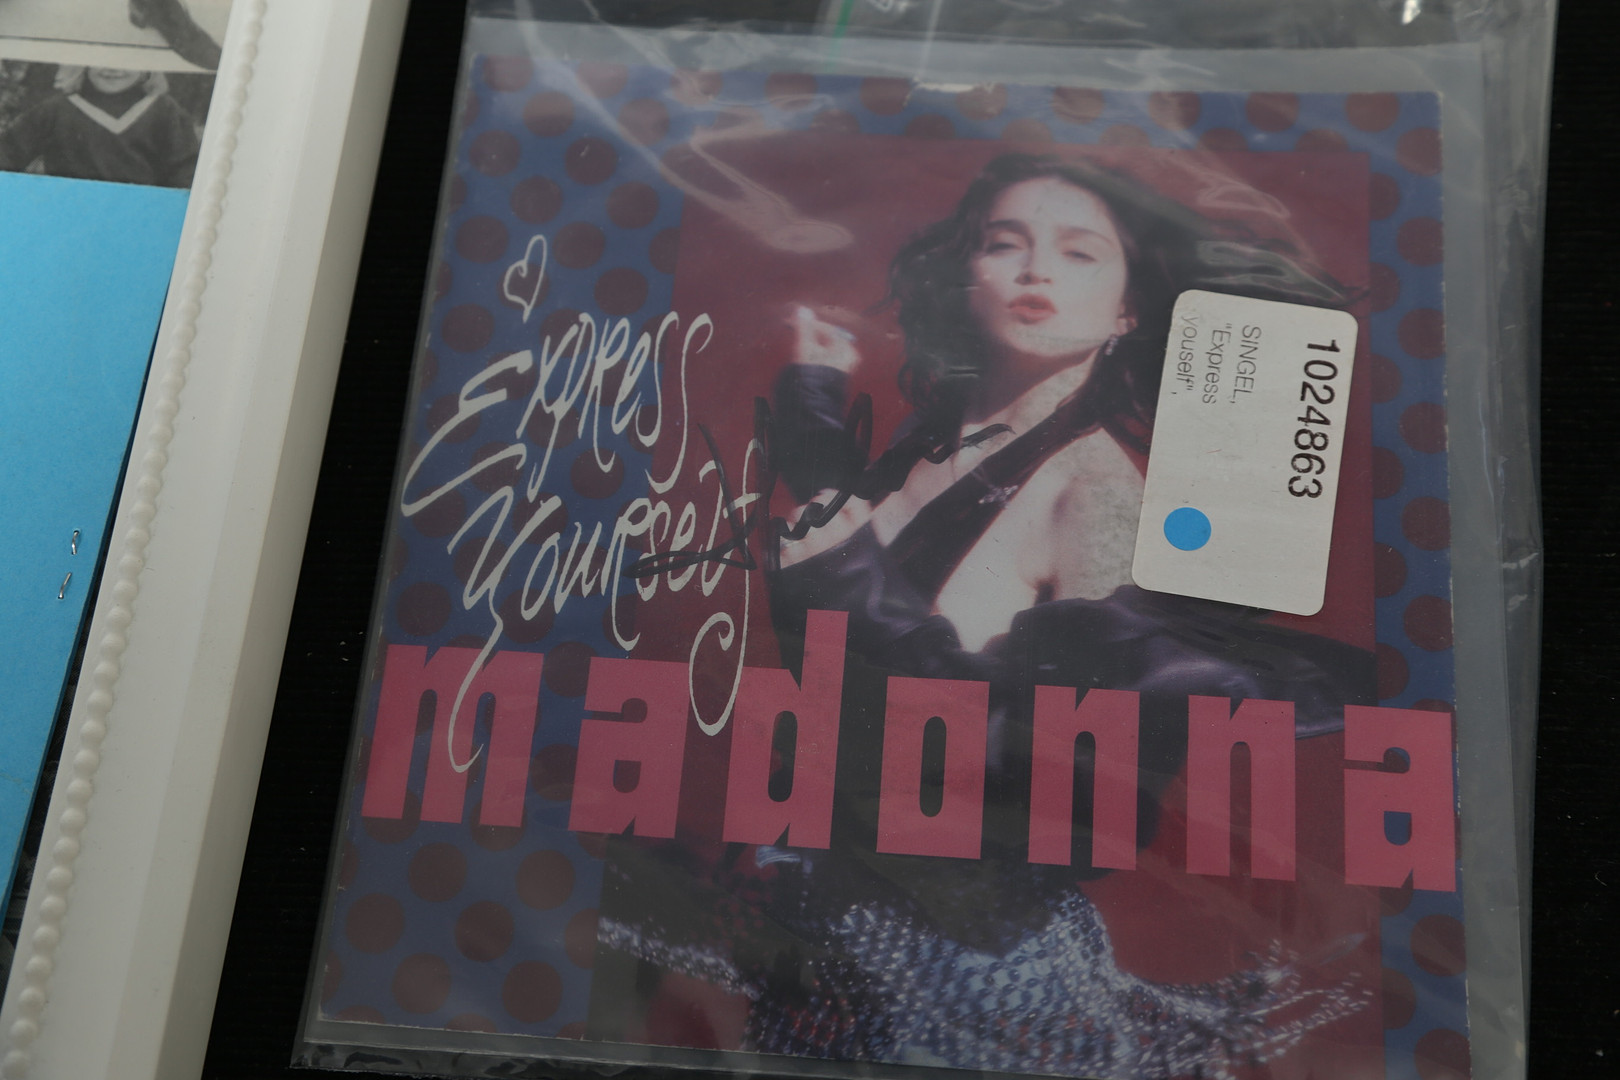 Express
Yourself
madonna
1024863
SINGEL,
"Express
youself",